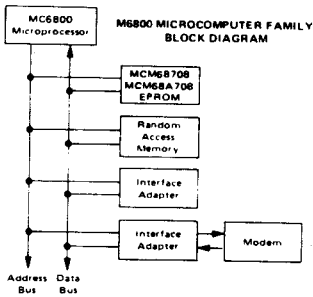 MC6800
Microprocessor
M6800 MICROCOMPUTER FAMILY
BLOCK DIAGRAM
MCM68708
MCM68A708
EPROM
Random
Access
Memory
Interface
Adapter
Interface
Adapter
Modem
Address
Bus
Data
Bus